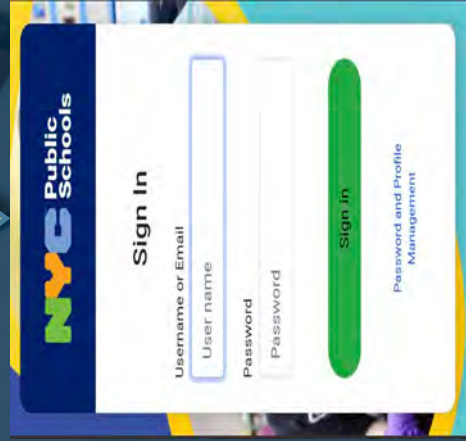 NYC Public
Schools
Sign In
Username or Email
User name
Password
Password
Sign in
Password and Profile
Management